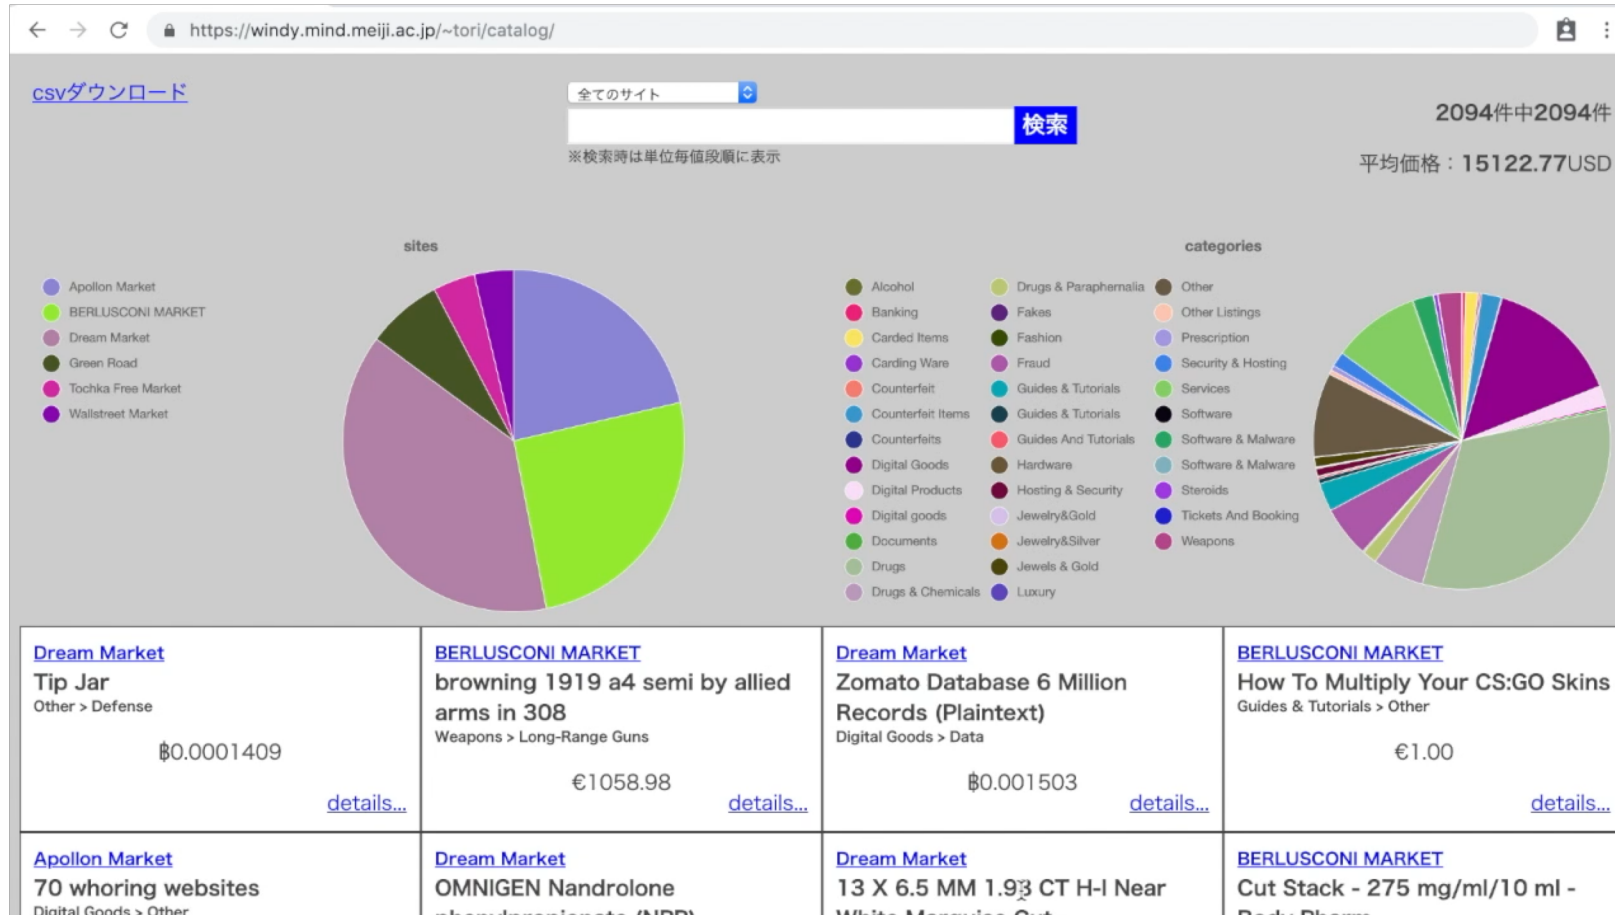 https://windy.mind.meiji.ac.jp/~tori/catalog/
csvダウンロード
全てのサイト
検索
※検索時は単位毎値段順に表示
2094件中2094件
平均価格：15122.77USD
sites
Apollon Market
BERLUSCONI MARKET
Dream Market
Green Road
Tochka Free Market
Wallstreet Market
categories
Alcohol
Banking
Carded Items
Carding Ware
Counterfeit
Counterfeit Items
Counterfeits
Digital Goods
Digital Products
Digital goods
Documents
Drugs
Drugs & Chemicals
Drugs & Paraphernalia
Fakes
Fashion
Fraud
Guides & Tutorials
Guides & Tutorials
Guides And Tutorials
Hardware
Hosting & Security
Jewelry&Gold
Jewelry&Silver
Jewels & Gold
Luxury
Other
Other Listings
Prescription
Security & Hosting
Services
Software
Software & Malware
Software & Malware
Steroids
Tickets And Booking
Weapons
Dream Market
Tip Jar
Other > Defense
฿0.0001409
details...
BERLUSCONI MARKET
browning 1919 a4 semi by allied
arms in 308
Weapons > Long-Range Guns
€1058.98
details...
Dream Market
Zomato Database 6 Million
Records (Plaintext)
Digital Goods > Data
฿0.001503
details...
BERLUSCONI MARKET
How To Multiply Your CS:GO Skins
Guides & Tutorials > Other
€1.00
details...
Apollon Market
70 whoring websites
Digital Goods > Other
Dream Market
OMNIGEN Nandrolone
phenylpropionate (NPP)
Dream Market
13 X 6.5 MM 1.93 CT H-I Near
White Marquise Cut
BERLUSCONI MARKET
Cut Stack - 275 mg/ml/10 ml -
Body Pharm